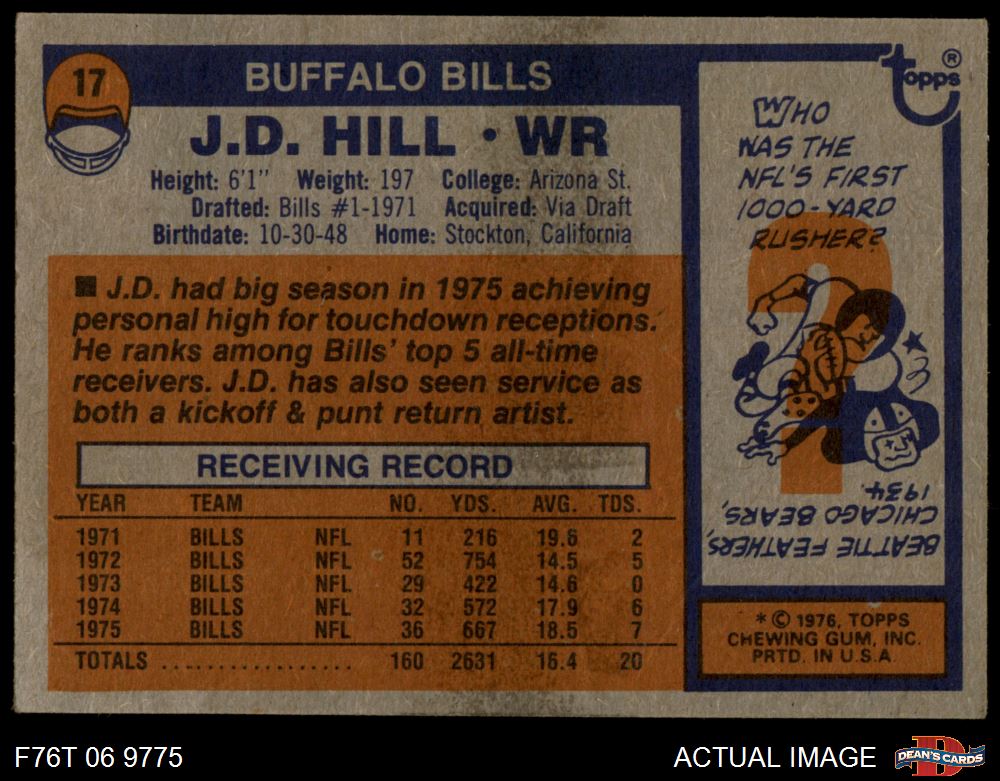 17
BUFFALO BILLS
J.D. HILL • WR
Height: 6'1" Weight: 197 College: Arizona St.
Drafted: Bills #1-1971 Acquired: Via Draft
Birthdate: 10-30-48 Home: Stockton, California
■ J.D. had big season in 1975 achieving
personal high for touchdown receptions.
He ranks among Bills' top 5 all-time
receivers. J.D. has also seen service as
both a kickoff & punt return artist.
RECEIVING RECORD
YEAR TEAM NO. YDS. AVG. TDS.
1971 BILLS NFL 11 216 19.6 2
1972 BILLS NFL 52 754 14.5 5
1973 BILLS NFL 29 422 14.6 0
1974 BILLS NFL 32 572 17.9 6
1975 BILLS NFL 36 667 18.5 7
TOTALS .................. 160 2631 16.4 20
topps®
WHO
WAS THE
NFL'S FIRST
1000-YARD
RUSHER?
?
BEATTIE FEATHERS,
CHICAGO BEARS,
1934.
* © 1976, TOPPS
CHEWING GUM, INC.
PRTD. IN U.S.A.
F76T 06 9775
ACTUAL IMAGE
D
DEAN'S CARDS